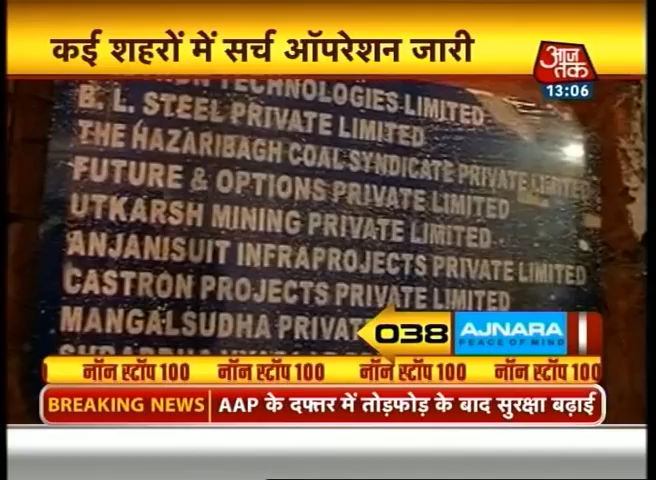 कई शहरों में सर्च ऑपरेशन जारी
आज तक
13:06
TECHNOLOGIES LIMITED
B. L. STEEL PRIVATE LIMITED
THE HAZARIBAGH COAL SYNDICATE PRIVATE LIMITED
FUTURE & OPTIONS PRIVATE LIMITED
UTKARSH MINING PRIVATE LIMITED
ANJANISUIT INFRAPROJECTS PRIVATE LIMITED
CASTRON PROJECTS PRIVATE LIMITED
MANGALSUDHA PRIVATE
038 AJNARA
PEACE OF MIND
नॉन स्टॉप 100 नॉन स्टॉप 100 नॉन स्टॉप 100 नॉन स्टॉप 100
BREAKING NEWS AAP के दफ्तर में तोड़फोड़ के बाद सुरक्षा बढ़ाई